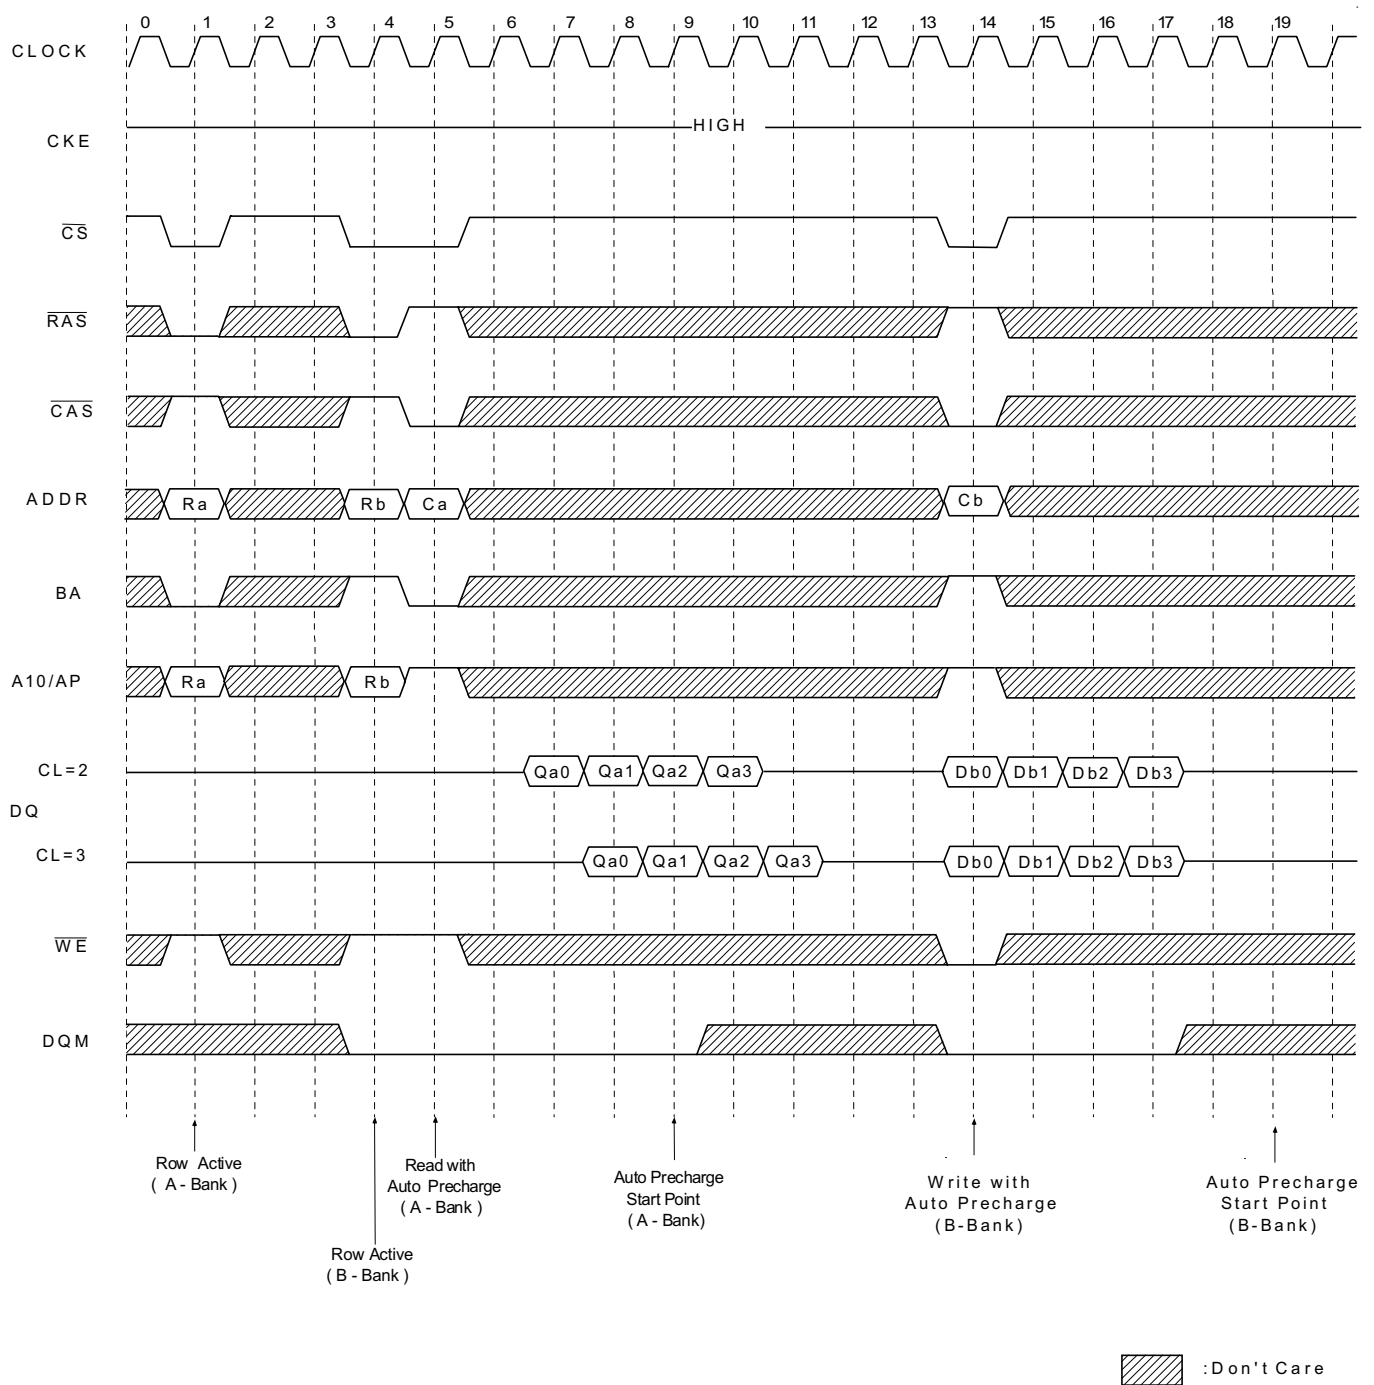 0 1 2 3 4 5 6 7 8 9 10 11 12 13 14 15 16 17 18 19
CLOCK
HIGH
CKE
CS
RAS
CAS
ADDR Ra Rb Ca Cb
BA
A10/AP Ra Rb
CL=2 Qa0 Qa1 Qa2 Qa3 Db0 Db1 Db2 Db3
DQ
CL=3 Qa0 Qa1 Qa2 Qa3 Db0 Db1 Db2 Db3
WE
DQM
Row Active
( A - Bank )
Row Active
( B - Bank )
Read with
Auto Precharge
( A - Bank )
Auto Precharge
Start Point
( A - Bank)
Write with
Auto Precharge
(B-Bank)
Auto Precharge
Start Point
(B-Bank)
:Don't Care